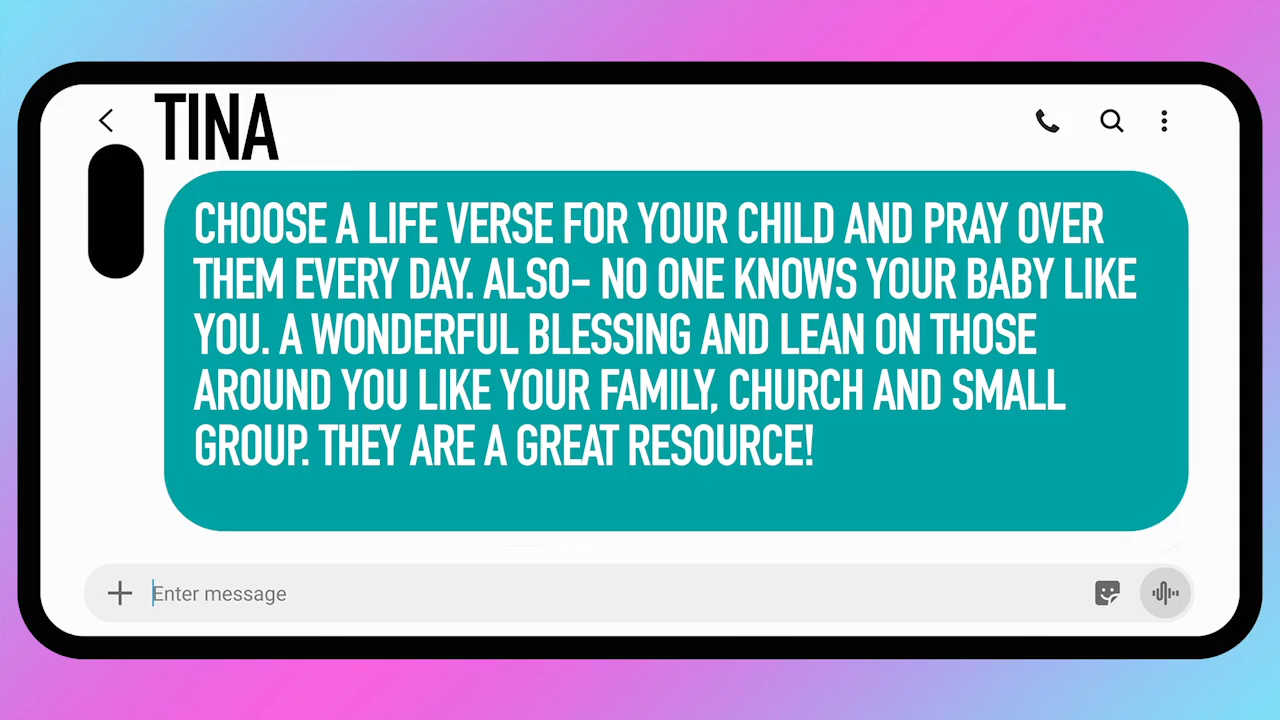 TINA
CHOOSE A LIFE VERSE FOR YOUR CHILD AND PRAY OVER
THEM EVERY DAY. ALSO- NO ONE KNOWS YOUR BABY LIKE
YOU. A WONDERFUL BLESSING AND LEAN ON THOSE
AROUND YOU LIKE YOUR FAMILY, CHURCH AND SMALL
GROUP. THEY ARE A GREAT RESOURCE!
Enter message